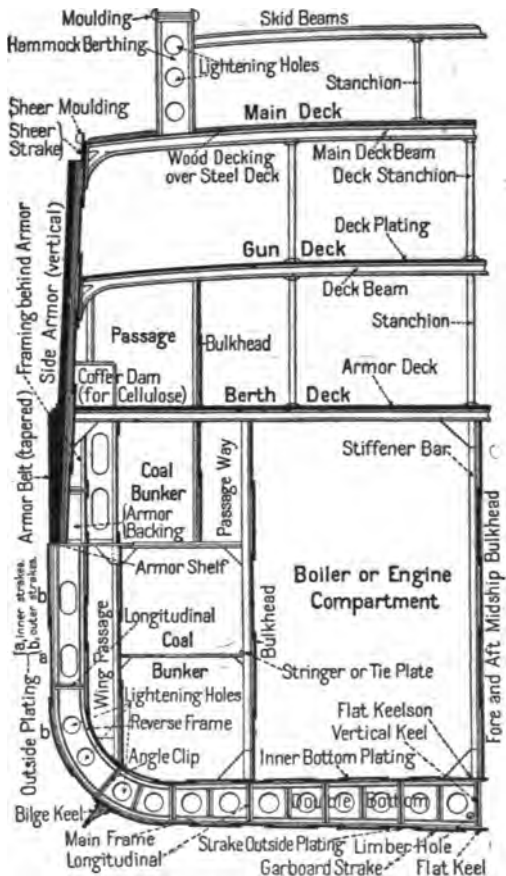 Moulding
Skid Beams
Hammock Berthing
Lightening Holes
Stanchion
Sheer Moulding
Main Deck
Sheer
Strake
Wood Decking
over Steel Deck
Main Deck Beam
Deck Stanchion
Framing behind Armor
Side Armor (vertical)
Deck Plating
Gun Deck
Deck Beam
Passage
Bulkhead
Stanchion
Coffer Dam
(for Cellulose)
Armor Deck
Berth Deck
Armor Belt (tapered)
Stiffener Bar
Coal
Bunker
Passage Way
Armor
Backing
Armor Shelf
Boiler or Engine
Compartment
Fore and Aft Midship Bulkhead
Outside Plating
a, inner strakes.
b, outer strakes.
b
a
b
Longitudinal
Wing Passage
Coal
Bulkhead
Bunker
Stringer or Tie Plate
Lightening Holes
Reverse Frame
Flat Keelson
Vertical Keel
Angle Clip
Inner Bottom Plating
Double Bottom
Bilge Keel
Main Frame
Longitudinal
Strake Outside Plating
Limber Hole
Garboard Strake
Flat Keel